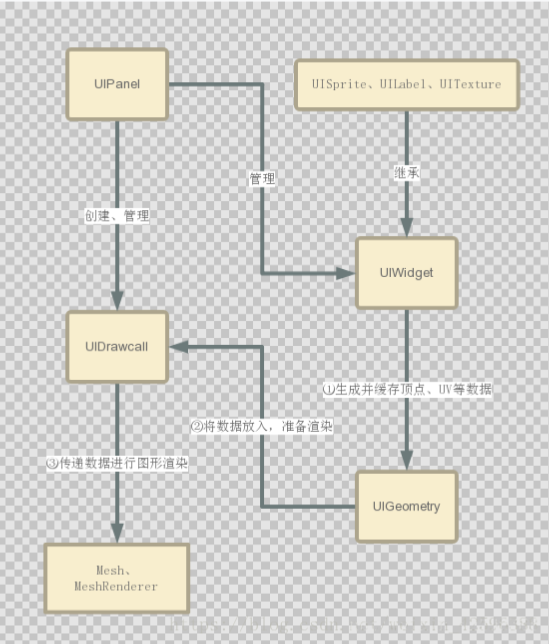 UIPanel
UISprite、UILabel、UITexture
管理
继承
创建、管理
UIWidget
UIDrawcall
①生成并缓存顶点、UV等数据
②将数据放入，准备渲染
③传递数据进行图形渲染
UIGeometry
Mesh、
MeshRenderer